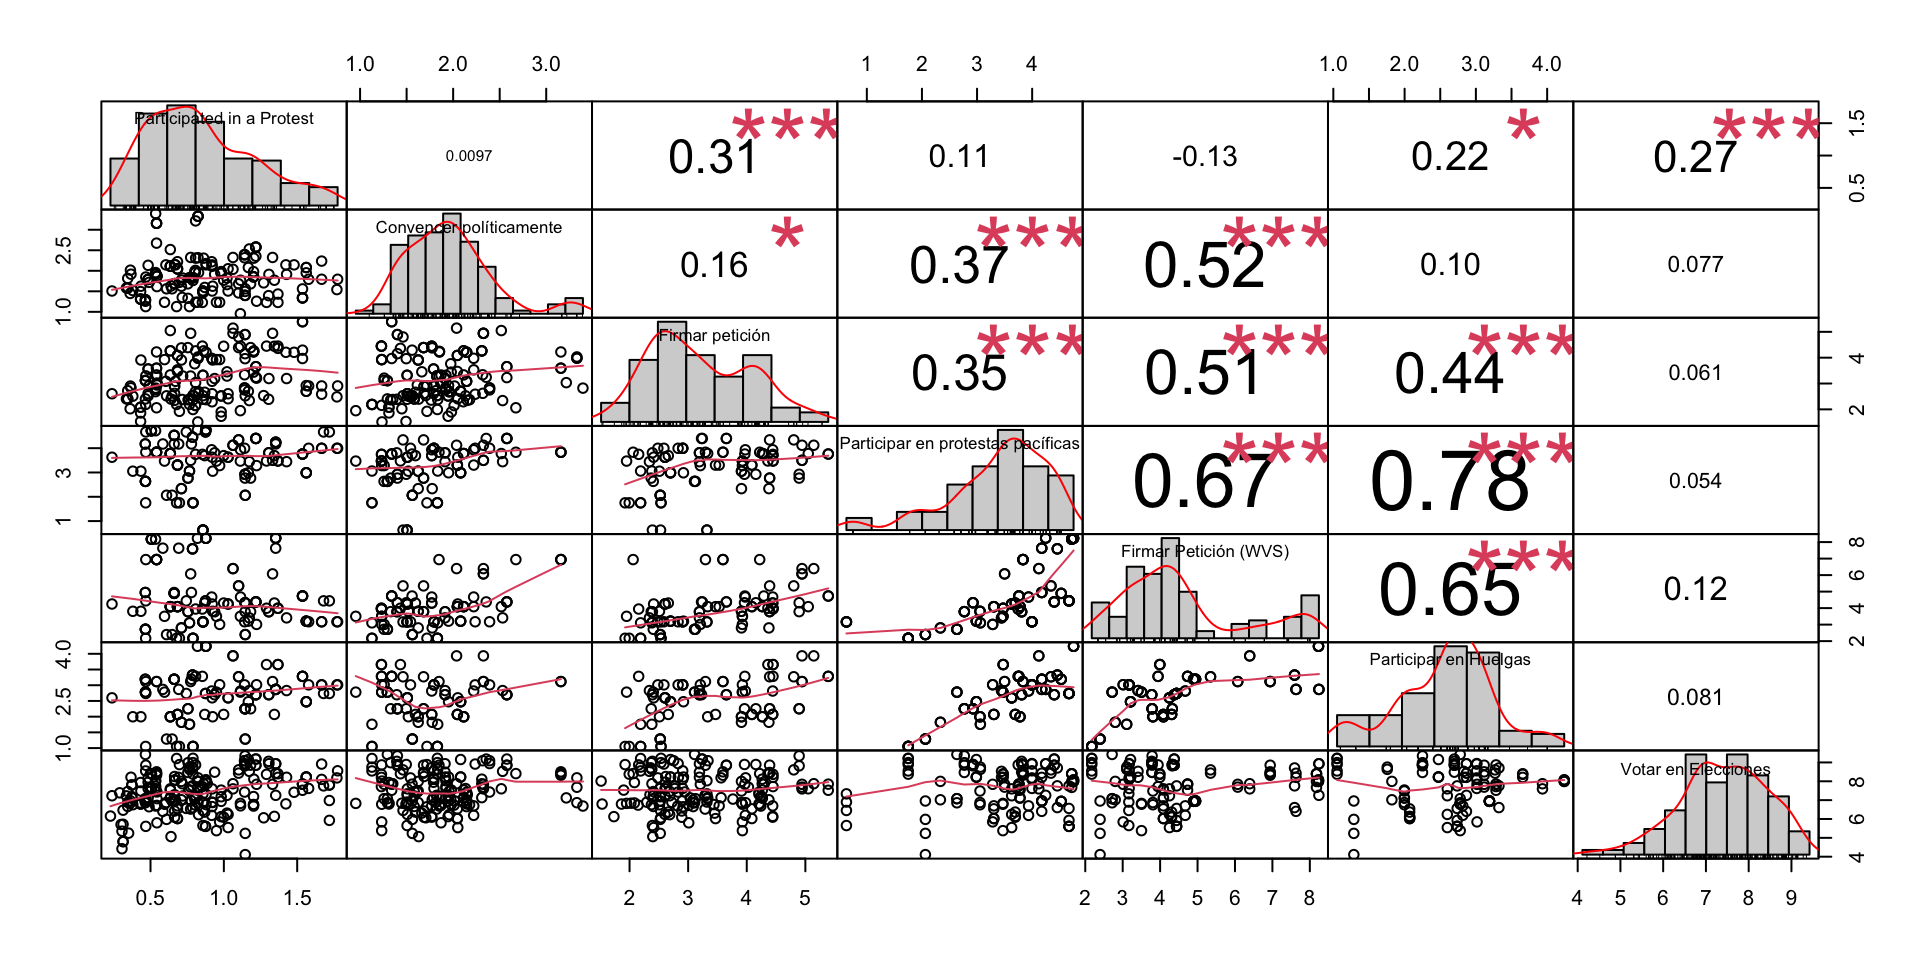 1.0 2.0 3.0 1 2 3 4 1.0 2.0 3.0 4.0
Participated in a Protest 0.0097 0.31 *** 0.11 -0.13 0.22 * 0.27 *** 0.5 1.5
1.0 2.5 Convencer políticamente 0.16 * 0.37 *** 0.52 *** 0.10 0.077
Firmar petición 0.35 *** 0.51 *** 0.44 *** 0.061 2 4
1 3 Participar en protestas pacíficas 0.67 *** 0.78 *** 0.054
Firmar Petición (WVS) 0.65 *** 0.12 2 4 6 8
1.0 2.5 4.0 Participar en Huelgas 0.081
Votar en Elecciones 4 6 8
0.5 1.0 1.5 2 3 4 5 2 3 4 5 6 7 8 4 5 6 7 8 9